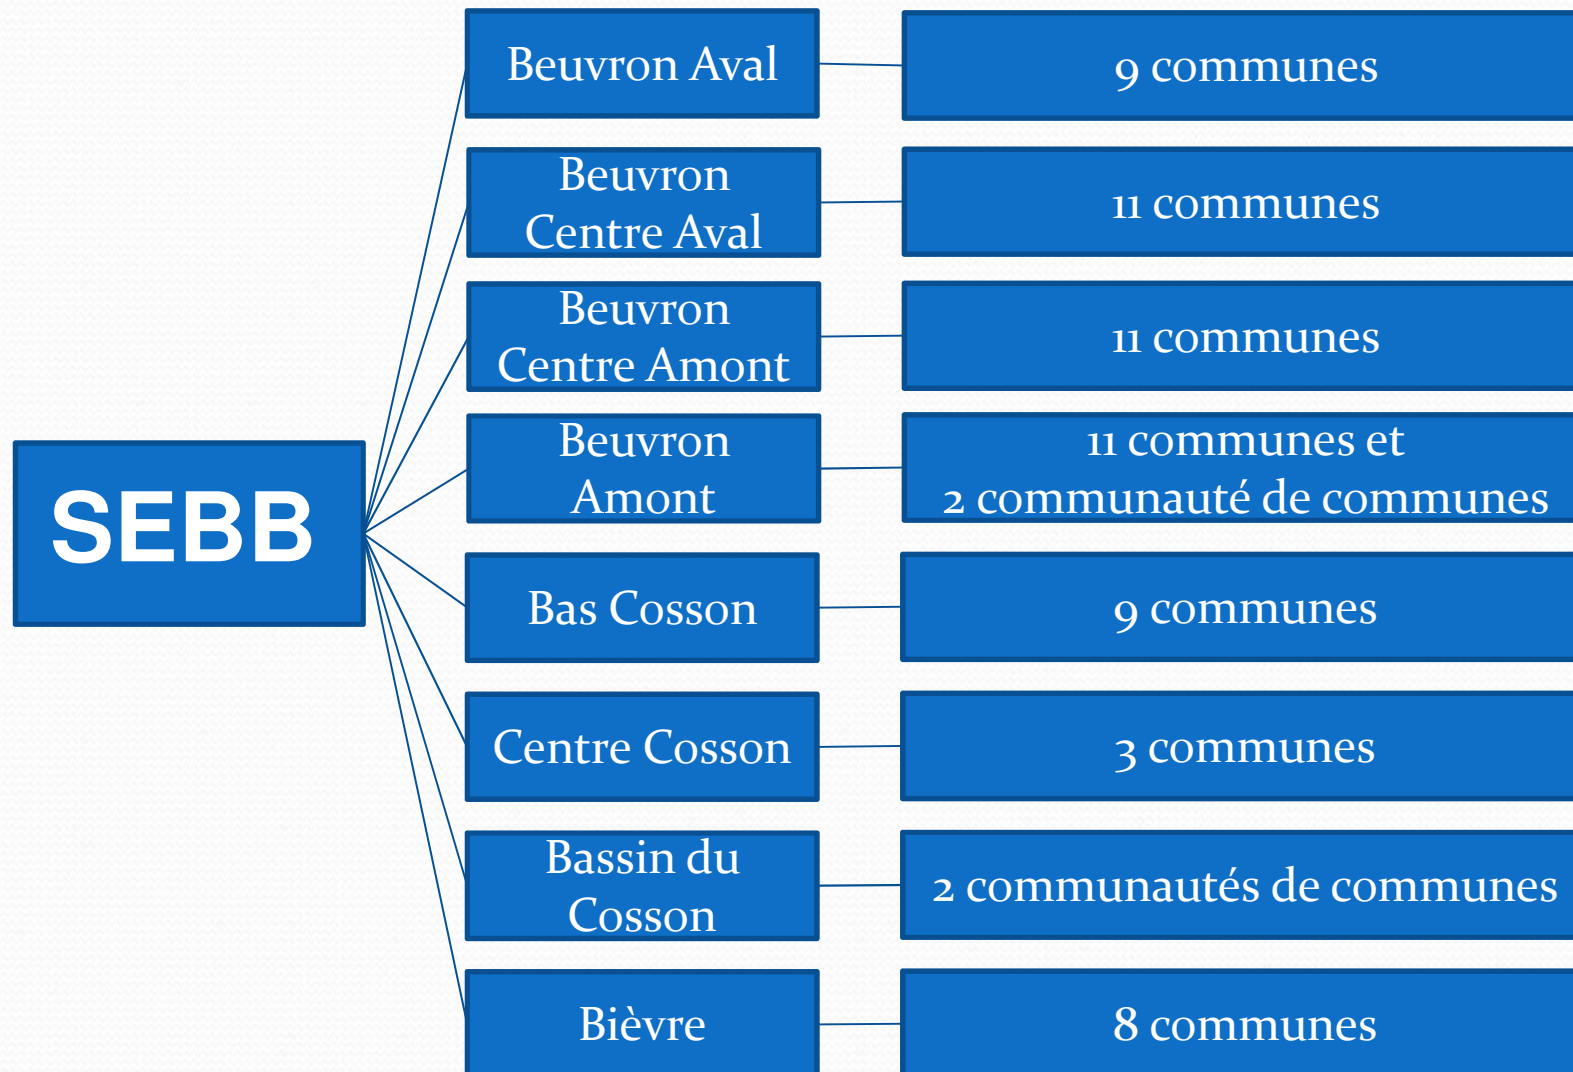 SEBB
Beuvron Aval
9 communes
Beuvron
Centre Aval
11 communes
Beuvron
Centre Amont
11 communes
Beuvron
Amont
11 communes et
2 communauté de communes
Bas Cosson
9 communes
Centre Cosson
3 communes
Bassin du
Cosson
2 communautés de communes
Bièvre
8 communes